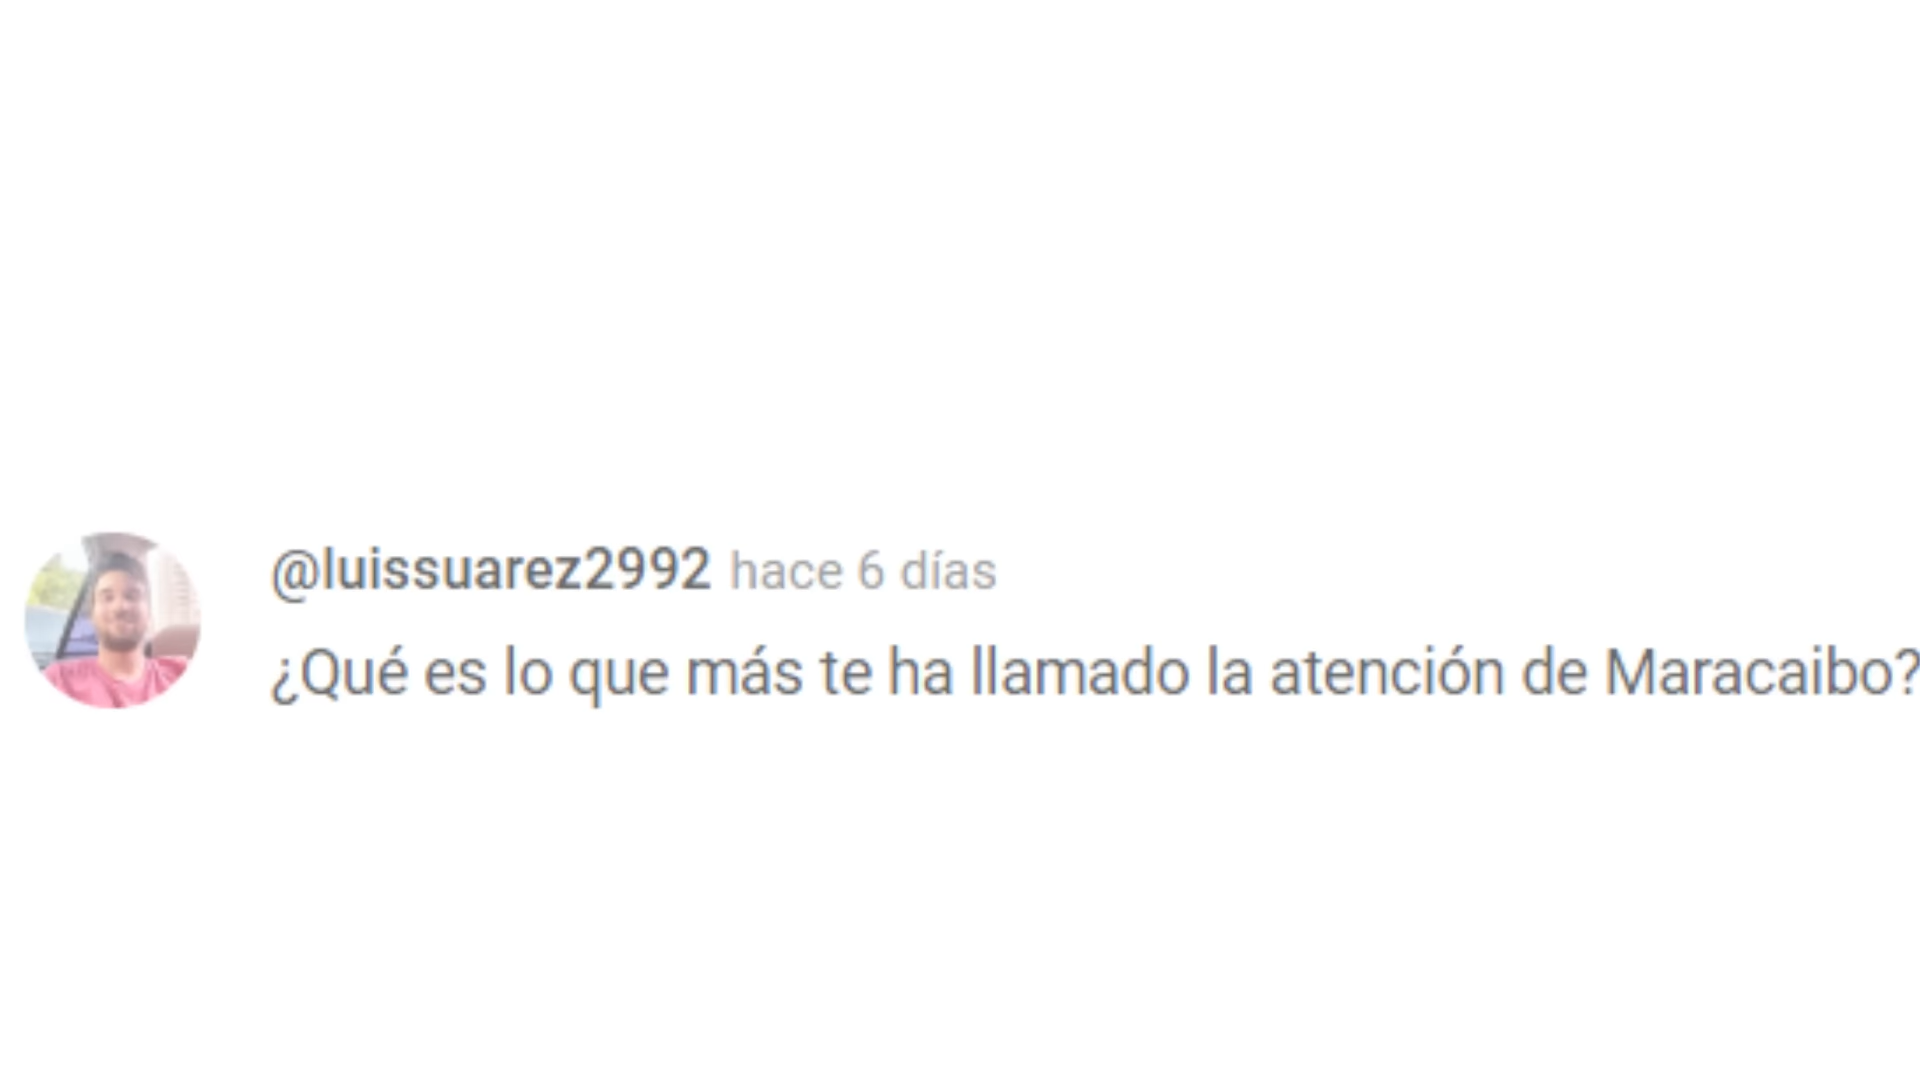 @luissuarez2992 hace 6 días
¿Qué es lo que más te ha llamado la atención de Maracaibo?